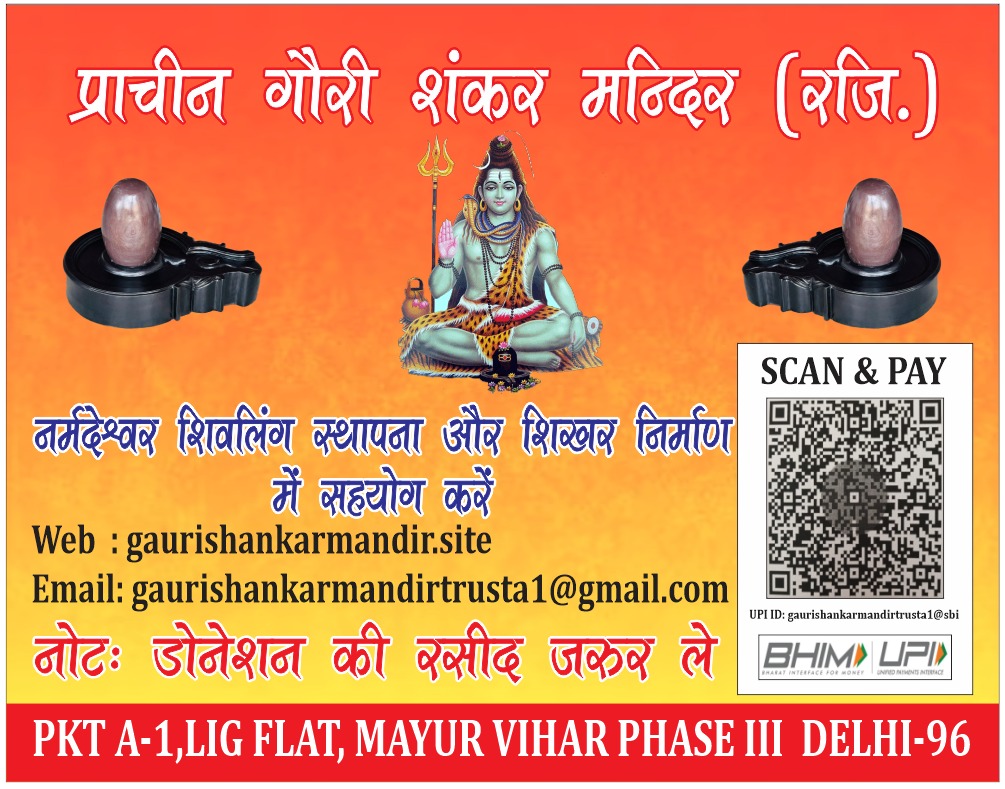 प्राचीन गौरी शंकर मन्दिर (रजि.)
नर्मदेश्वर शिवलिंग स्थापना और शिखर निर्माण
में सहयोग करें
Web : gaurishankarmandir.site
Email: gaurishankarmandirtrusta1@gmail.com
नोटः डोनेशन की रसीद जरुर ले
SCAN & PAY
UPI ID: gaurishankarmandirtrusta1@sbi
BHIM UPI
BHARAT INTERFACE FOR MONEY UNIFIED PAYMENTS INTERFACE
PKT A-1,LIG FLAT, MAYUR VIHAR PHASE III DELHI-96